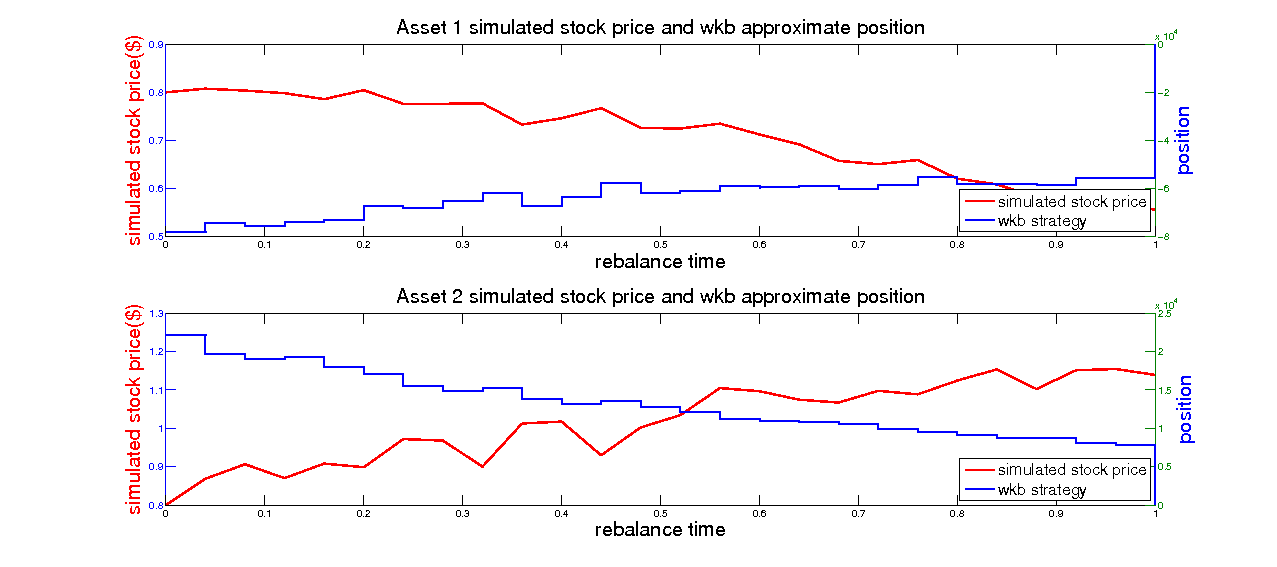 Asset 1 simulated stock price and wkb approximate position
x 10^4
simulated stock price($)
0.9
0.8
0.7
0.6
0.5
0
-2
-4
-6
-8
position
simulated stock price
wkb strategy
0 0.1 0.2 0.3 0.4 0.5 0.6 0.7 0.8 0.9 1
rebalance time
Asset 2 simulated stock price and wkb approximate position
x 10^4
simulated stock price($)
1.3
1.2
1.1
1
0.9
0.8
2.5
2
1.5
1
0.5
0
position
simulated stock price
wkb strategy
0 0.1 0.2 0.3 0.4 0.5 0.6 0.7 0.8 0.9 1
rebalance time